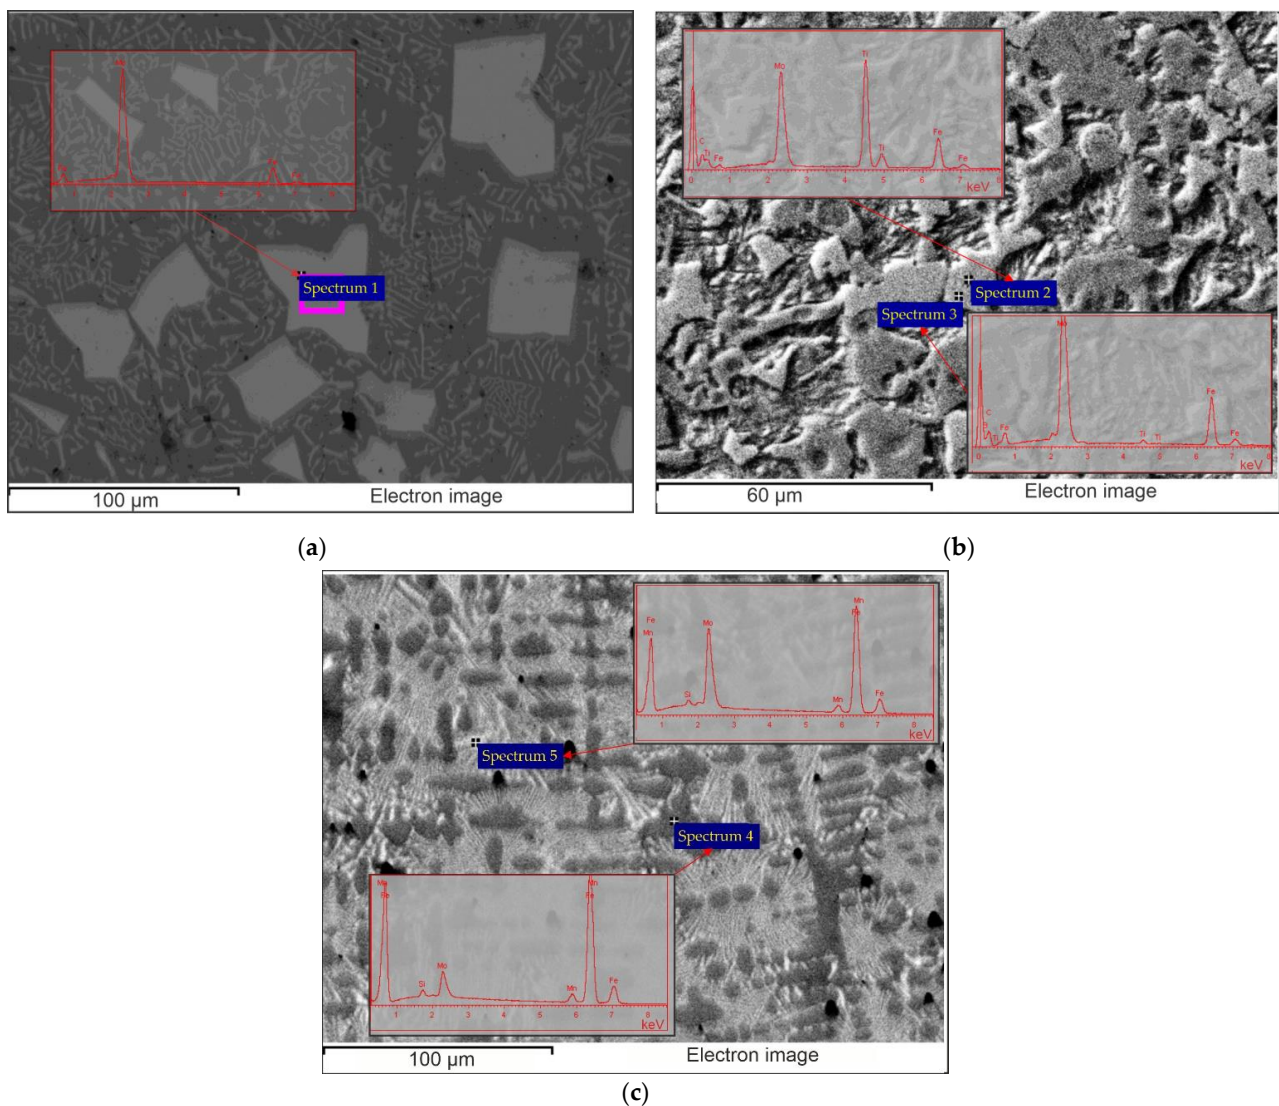 Mo
Fe
Spectrum 1
100 μm
Electron image
(a)
Mo
Ti
C
Ti
Fe
Ti
Fe
Fe
0 1 2 3 4 5 6 7 8
keV
Spectrum 2
Spectrum 3
Mo
C
Ti
Fe
Ti
Ti
Fe
Fe
0 1 2 3 4 5 6 7 8
keV
60 μm
Electron image
(b)
Mn
Fe
Fe
Mo
Mn
Si
Mn
Fe
1 2 3 4 5 6 7 8
keV
Spectrum 5
Spectrum 4
Mn
Fe
Mn
Fe
Si
Mo
Mn
Fe
1 2 3 4 5 6 7 8
keV
100 μm
Electron image
(c)